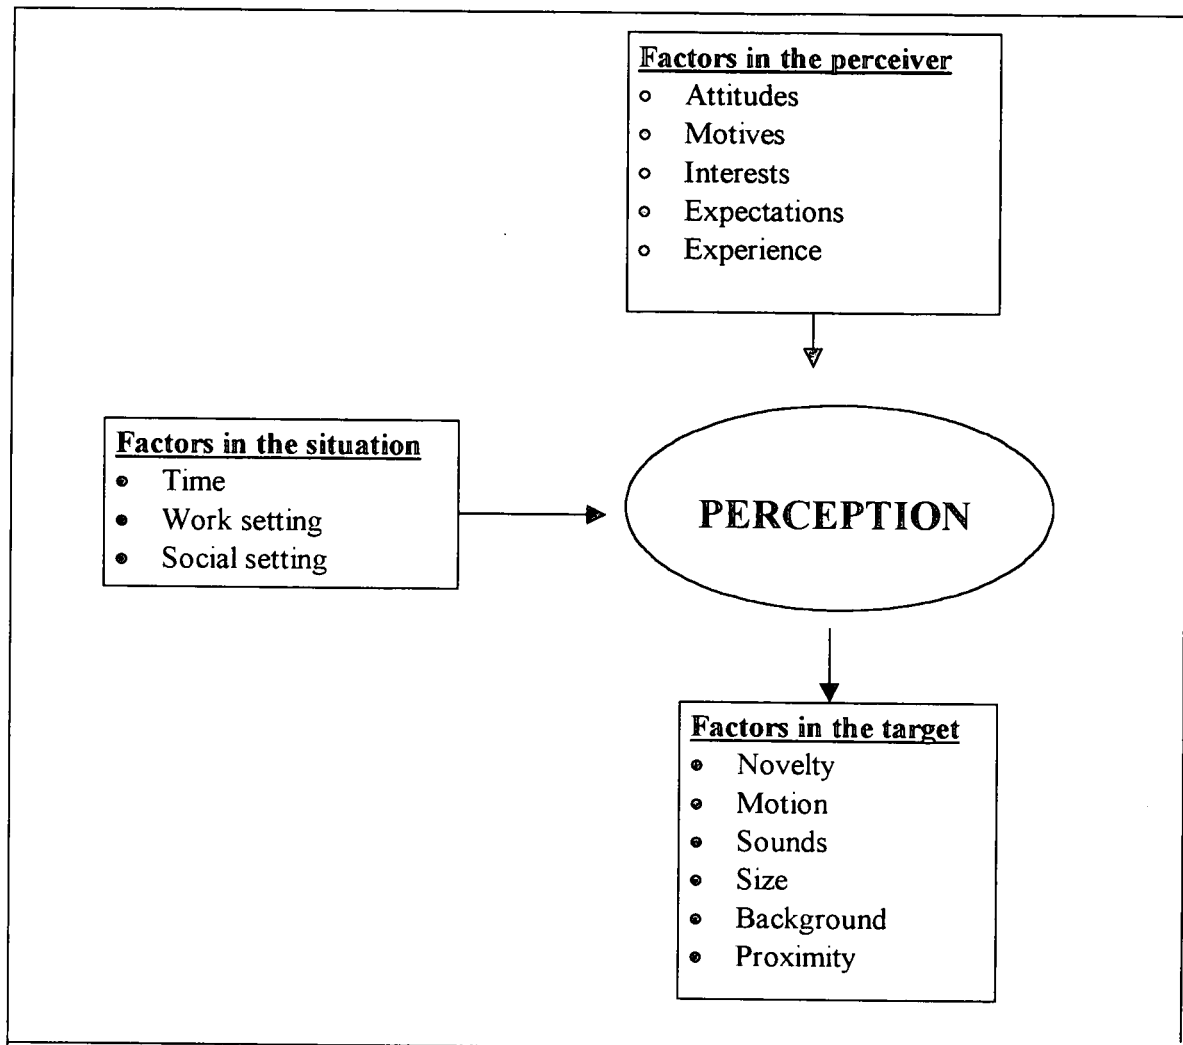 Factors in the perceiver
Attitudes
Motives
Interests
Expectations
Experience
Factors in the situation
Time
Work setting
Social setting
PERCEPTION
Factors in the target
Novelty
Motion
Sounds
Size
Background
Proximity